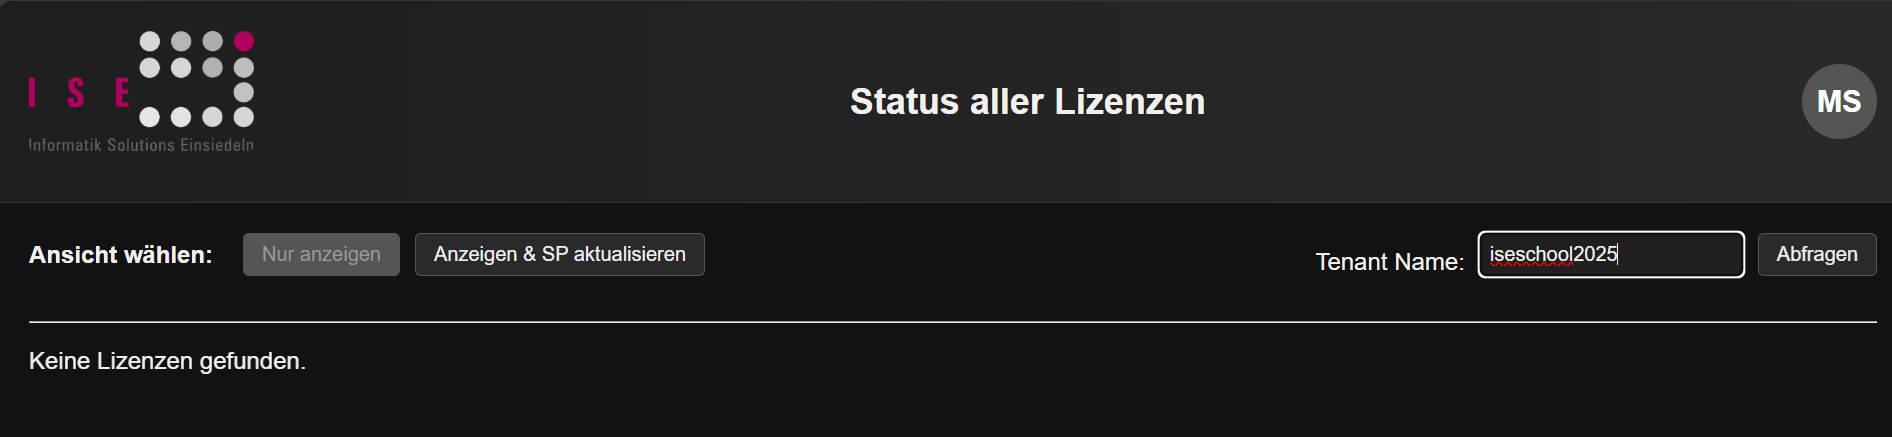 I S E
Informatik Solutions Einsiedeln
Status aller Lizenzen
MS
Ansicht wählen:
Nur anzeigen
Anzeigen & SP aktualisieren
Tenant Name:
iseschool2025
Abfragen
Keine Lizenzen gefunden.